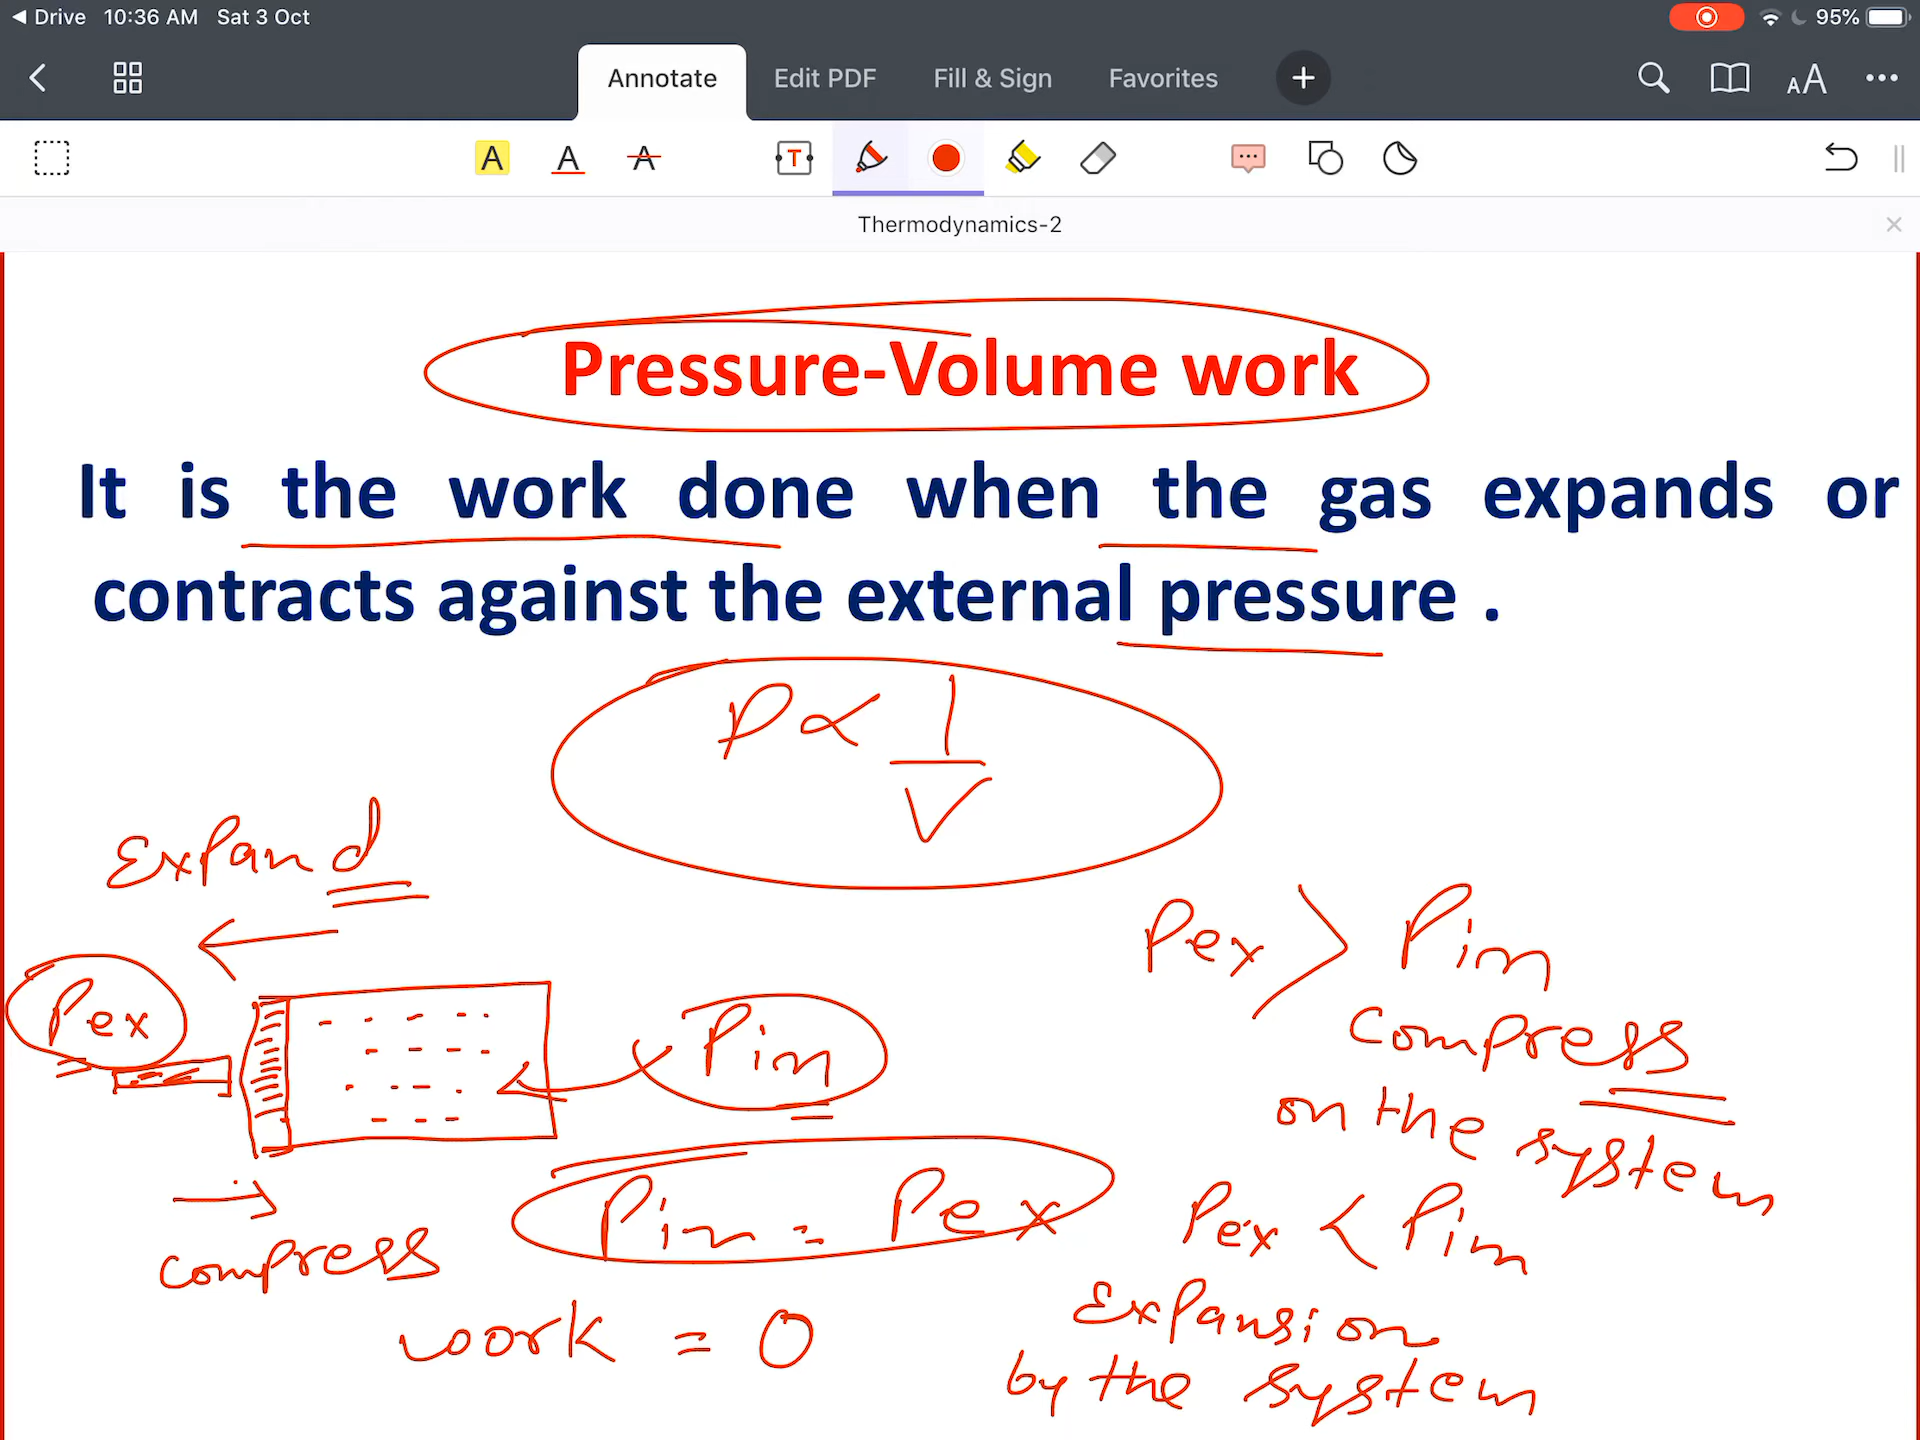 Drive 10:36 AM Sat 3 Oct 95%
Annotate Edit PDF Fill & Sign Favorites
AA
A A A T
Thermodynamics-2
Pressure-Volume work
It is the work done when the gas expands or
contracts against the external pressure .
P ∝ 1/V
Expand
Pex
Pin
compress
Pin = Pex
work = 0
Pex > Pin
compress
on the system
Pex < Pin
Expansion
by the system